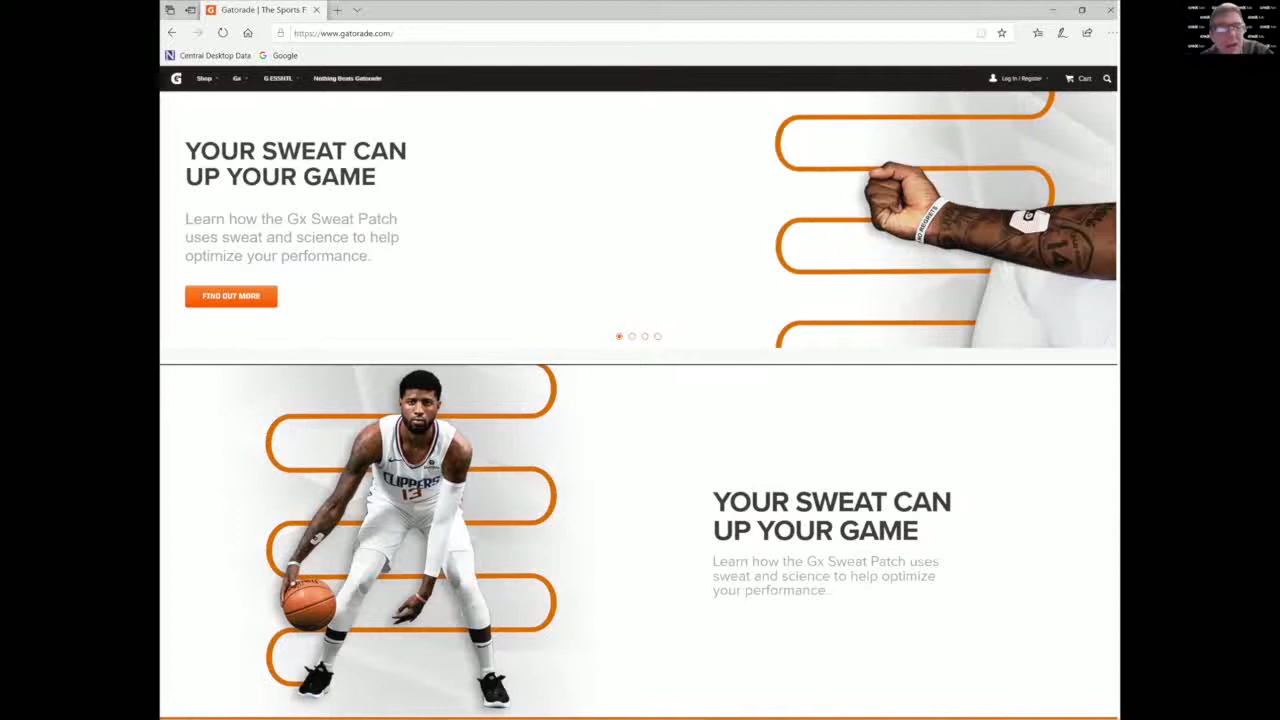 Gatorade | The Sports F
https://www.gatorade.com/
Central Desktop Data
Google
G
Shop
Gx
G ESSNTL
Nothing Beats Gatorade
Log In / Register
Cart
YOUR SWEAT CAN
UP YOUR GAME
Learn how the Gx Sweat Patch
uses sweat and science to help
optimize your performance.
FIND OUT MORE
NO REGRETS
CLIPPERS
13
YOUR SWEAT CAN
UP YOUR GAME
Learn how the Gx Sweat Patch uses
sweat and science to help optimize
your performance.